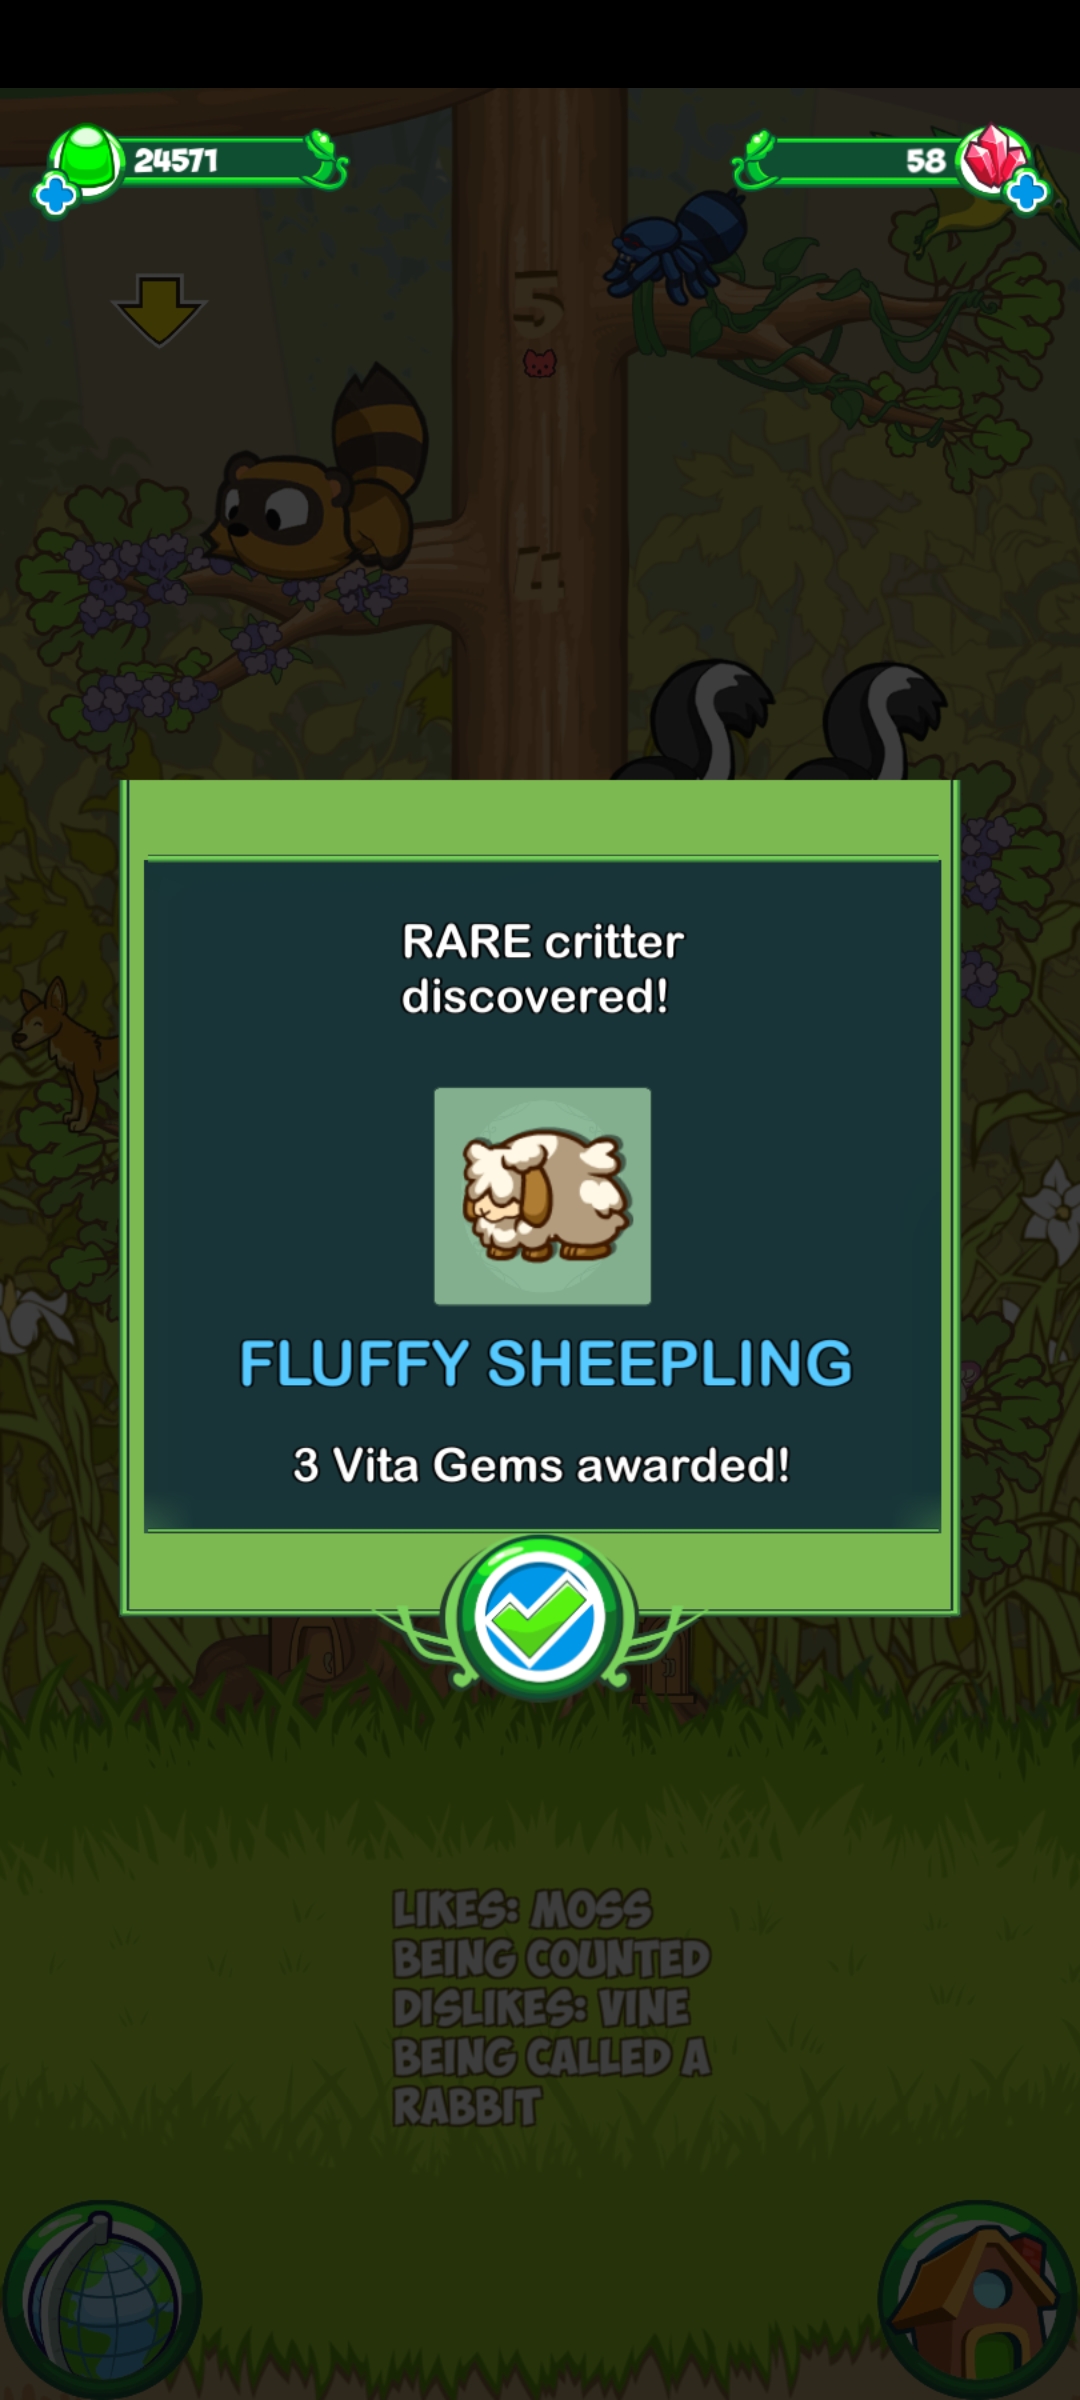 24571
58
5
4
RARE critter
discovered!
FLUFFY SHEEPLING
3 Vita Gems awarded!
LIKES: MOSS
BEING COUNTED
DISLIKES: VINE
BEING CALLED A
RABBIT